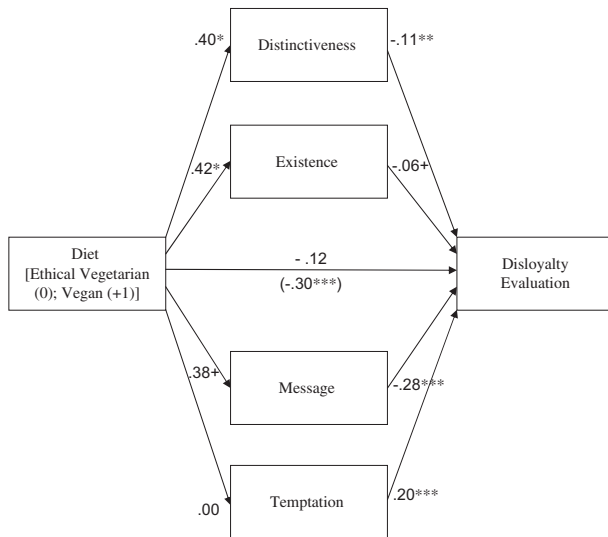 .40*
Distinctiveness
-.11**
.42*
Existence
-.06+
Diet
[Ethical Vegetarian
(0); Vegan (+1)]
- .12
(-.30***)
Disloyalty
Evaluation
.38+
Message
-.28***
.00
Temptation
.20***